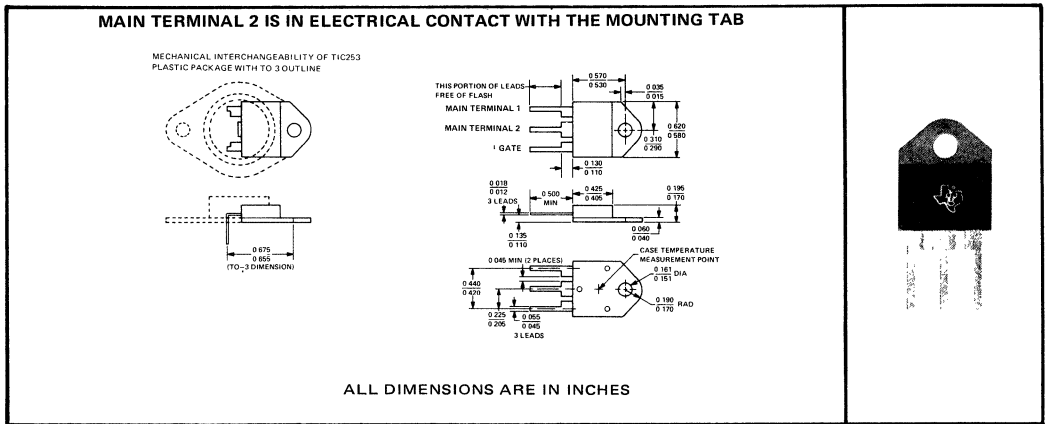 MAIN TERMINAL 2 IS IN ELECTRICAL CONTACT WITH THE MOUNTING TAB
MECHANICAL INTERCHANGEABILITY OF TIC253
PLASTIC PACKAGE WITH TO 3 OUTLINE
THIS PORTION OF LEADS
FREE OF FLASH
MAIN TERMINAL 1
MAIN TERMINAL 2
GATE
0 570
0 530
0 035
0 015
0 620
0 580
0 310
0 290
0 130
0 110
0 018
0 012
3 LEADS
0 500
MIN
0 425
0 405
0 195
0 170
0 135
0 110
0 060
0 040
0 675
0 655
(TO-3 DIMENSION)
CASE TEMPERATURE
MEASUREMENT POINT
0 045 MIN (2 PLACES)
0 161
0 151
DIA
0 440
0 420
0 190
0 170
RAD
0 225
0 205
0 055
0 045
3 LEADS
ALL DIMENSIONS ARE IN INCHES